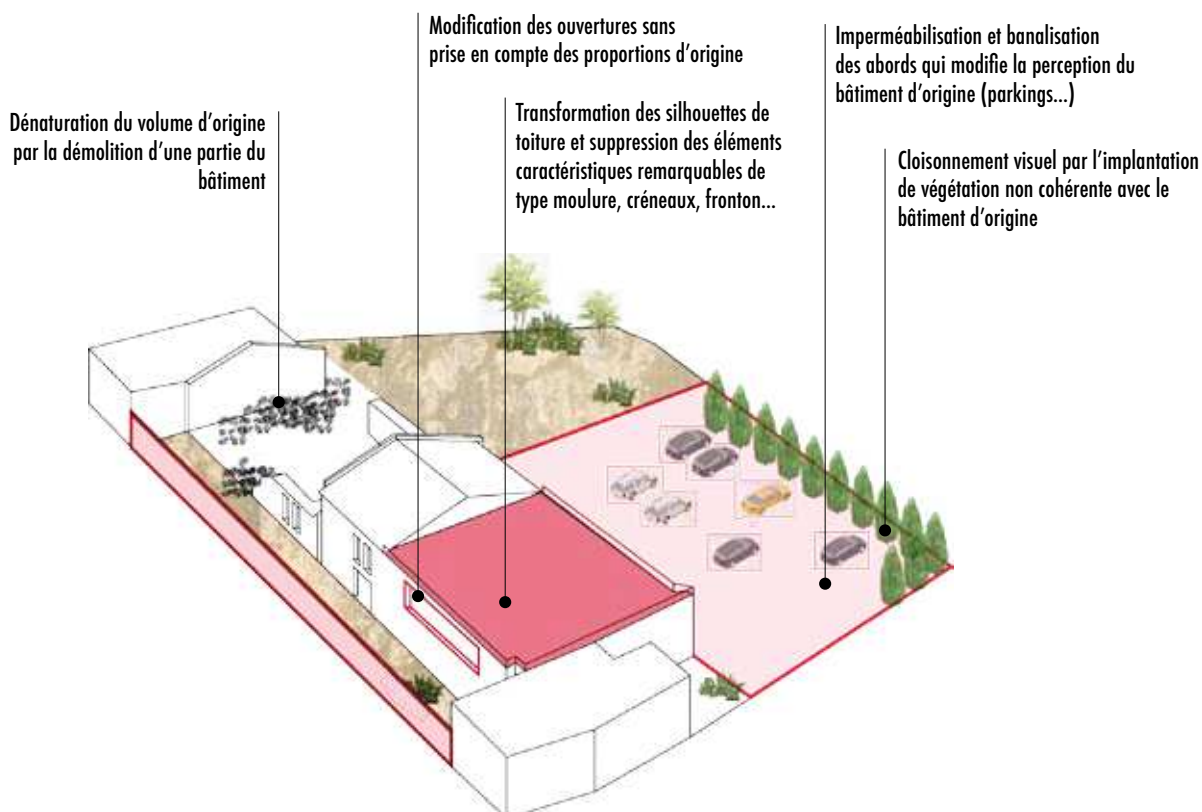 Modification des ouvertures sans
prise en compte des proportions d'origine
Imperméabilisation et banalisation
des abords qui modifie la perception du
bâtiment d'origine (parkings...)
Dénaturation du volume d'origine
par la démolition d'une partie du
bâtiment
Transformation des silhouettes de
toiture et suppression des éléments
caractéristiques remarquables de
type moulure, créneaux, fronton...
Cloisonnement visuel par l'implantation
de végétation non cohérente avec le
bâtiment d'origine